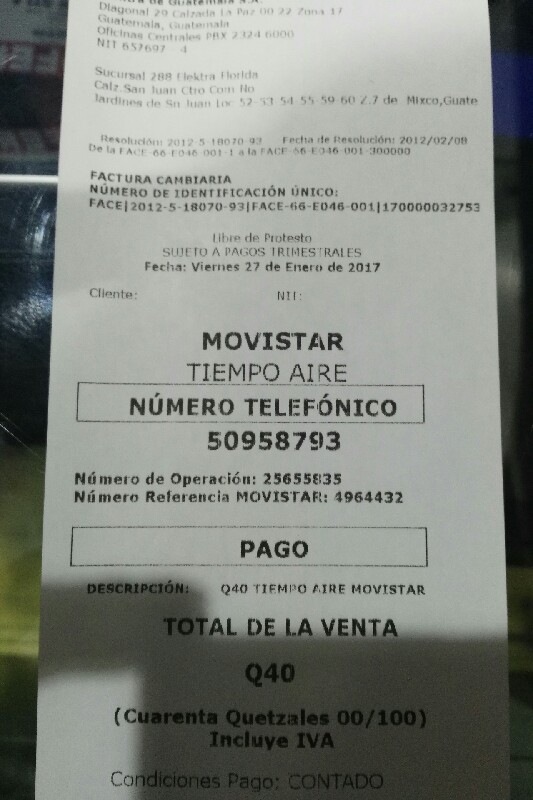 de Guatemala S.A.
Diagonal 29 Calzada La Paz 00 22 Zona 17
Guatemala, Guatemala
Oficinas Centrales PBX 2324 6000
NIT 657697 - 4
Sucursal 288 Elektra Florida
Calz.San Juan Ctro Com No
Jardines de Sn Juan Loc 52-53-54-55-59-60 Z.7 de Mixco,Guate
Resolución: 2012-5-18070-93 Fecha de Resolución: 2012/02/08
De la FACE-66-E046-001-1 a la FACE-66-E046-001-300000
FACTURA CAMBIARIA
NÚMERO DE IDENTIFICACIÓN ÚNICO:
FACE|2012-5-18070-93|FACE-66-E046-001|170000032753
Libre de Protesto
SUJETO A PAGOS TRIMESTRALES
Fecha: Viernes 27 de Enero de 2017
Cliente: NIT:
MOVISTAR
TIEMPO AIRE
NÚMERO TELEFÓNICO
50958793
Número de Operación: 25655835
Número Referencia MOVISTAR: 4964432
PAGO
DESCRIPCIÓN: Q40 TIEMPO AIRE MOVISTAR
TOTAL DE LA VENTA
Q40
(Cuarenta Quetzales 00/100)
Incluye IVA
Condiciones Pago: CONTADO